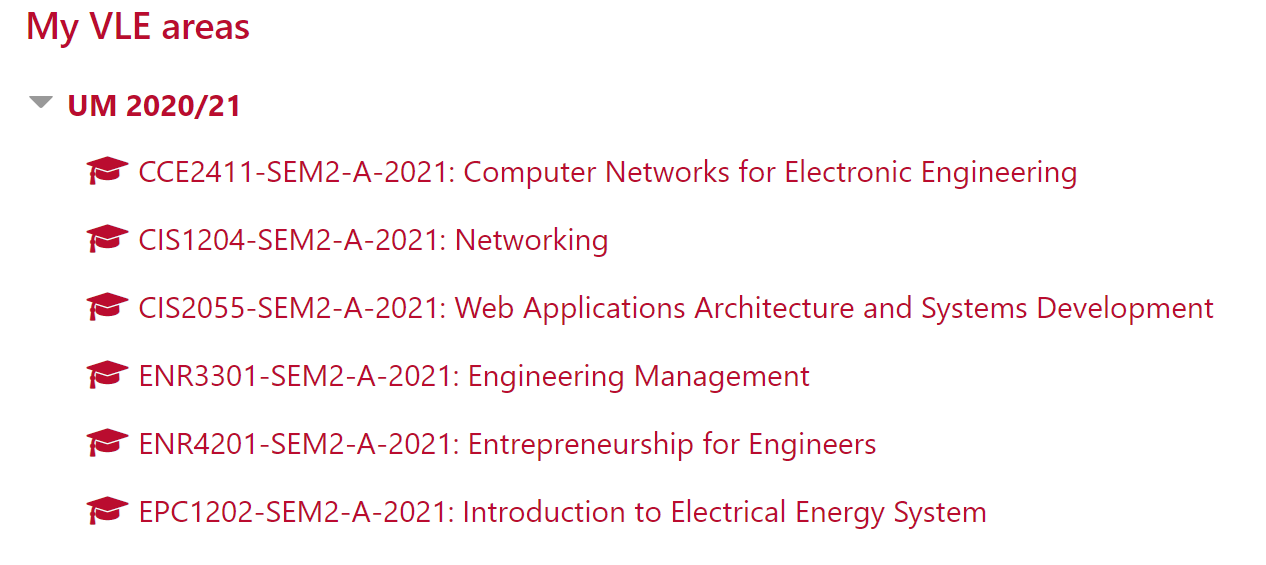 My VLE areas
UM 2020/21
CCE2411-SEM2-A-2021: Computer Networks for Electronic Engineering
CIS1204-SEM2-A-2021: Networking
CIS2055-SEM2-A-2021: Web Applications Architecture and Systems Development
ENR3301-SEM2-A-2021: Engineering Management
ENR4201-SEM2-A-2021: Entrepreneurship for Engineers
EPC1202-SEM2-A-2021: Introduction to Electrical Energy System